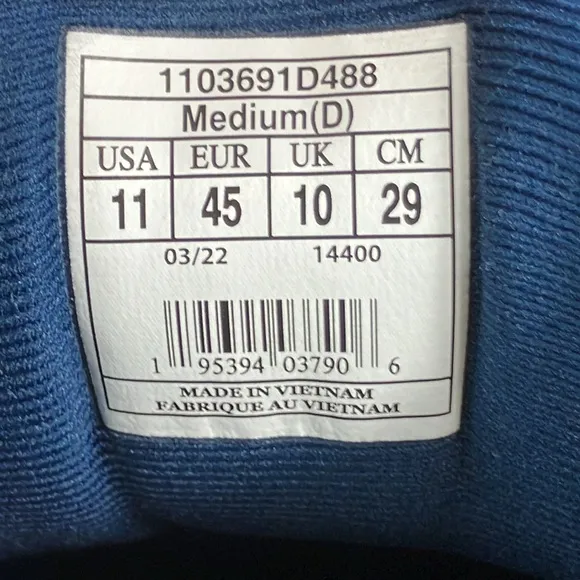 1103691D488
Medium(D)
USA EUR UK CM
11 45 10 29
03/22 14400
1 95394 03790 6
MADE IN VIETNAM
FABRIQUE AU VIETNAM